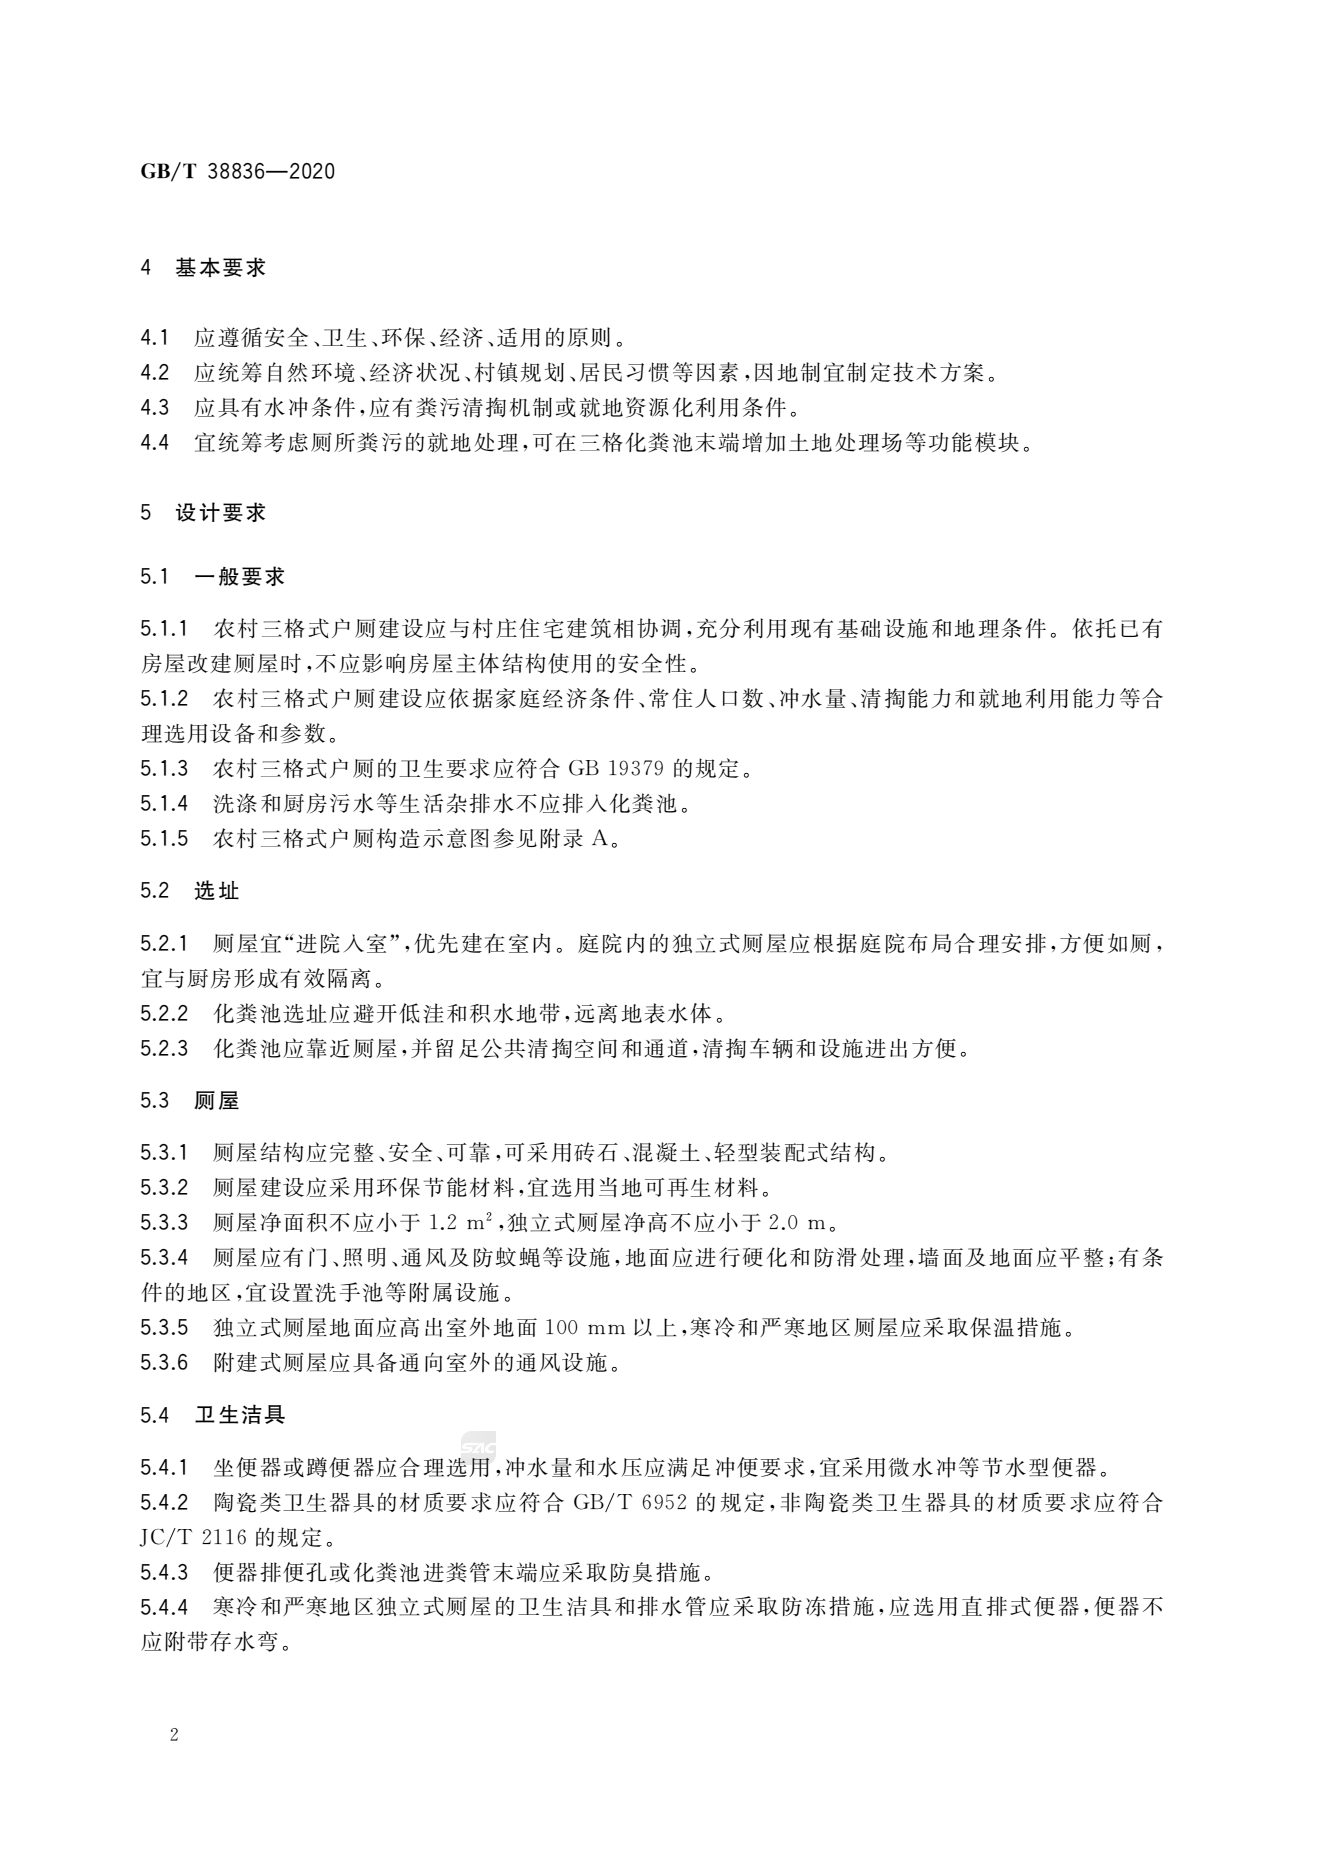 GB/T 38836—2020
4 基本要求
4.1 应遵循安全、卫生、环保、经济、适用的原则。
4.2 应统筹自然环境、经济状况、村镇规划、居民习惯等因素,因地制宜制定技术方案。
4.3 应具有水冲条件,应有粪污清掏机制或就地资源化利用条件。
4.4 宜统筹考虑厕所粪污的就地处理,可在三格化粪池末端增加土地处理场等功能模块。
5 设计要求
5.1 一般要求
5.1.1 农村三格式户厕建设应与村庄住宅建筑相协调,充分利用现有基础设施和地理条件。依托已有
房屋改建厕屋时,不应影响房屋主体结构使用的安全性。
5.1.2 农村三格式户厕建设应依据家庭经济条件、常住人口数、冲水量、清掏能力和就地利用能力等合
理选用设备和参数。
5.1.3 农村三格式户厕的卫生要求应符合 GB 19379 的规定。
5.1.4 洗涤和厨房污水等生活杂排水不应排入化粪池。
5.1.5 农村三格式户厕构造示意图参见附录 A。
5.2 选址
5.2.1 厕屋宜“进院入室”,优先建在室内。庭院内的独立式厕屋应根据庭院布局合理安排,方便如厕,
宜与厨房形成有效隔离。
5.2.2 化粪池选址应避开低洼和积水地带,远离地表水体。
5.2.3 化粪池应靠近厕屋,并留足公共清掏空间和通道,清掏车辆和设施进出方便。
5.3 厕屋
5.3.1 厕屋结构应完整、安全、可靠,可采用砖石、混凝土、轻型装配式结构。
5.3.2 厕屋建设应采用环保节能材料,宜选用当地可再生材料。
5.3.3 厕屋净面积不应小于 1.2 m²,独立式厕屋净高不应小于 2.0 m。
5.3.4 厕屋应有门、照明、通风及防蚊蝇等设施,地面应进行硬化和防滑处理,墙面及地面应平整;有条
件的地区,宜设置洗手池等附属设施。
5.3.5 独立式厕屋地面应高出室外地面 100 mm 以上,寒冷和严寒地区厕屋应采取保温措施。
5.3.6 附建式厕屋应具备通向室外的通风设施。
5.4 卫生洁具
SAC
5.4.1 坐便器或蹲便器应合理选用,冲水量和水压应满足冲便要求,宜采用微水冲等节水型便器。
5.4.2 陶瓷类卫生器具的材质要求应符合 GB/T 6952 的规定,非陶瓷类卫生器具的材质要求应符合
JC/T 2116 的规定。
5.4.3 便器排便孔或化粪池进粪管末端应采取防臭措施。
5.4.4 寒冷和严寒地区独立式厕屋的卫生洁具和排水管应采取防冻措施,应选用直排式便器,便器不
应附带存水弯。
2